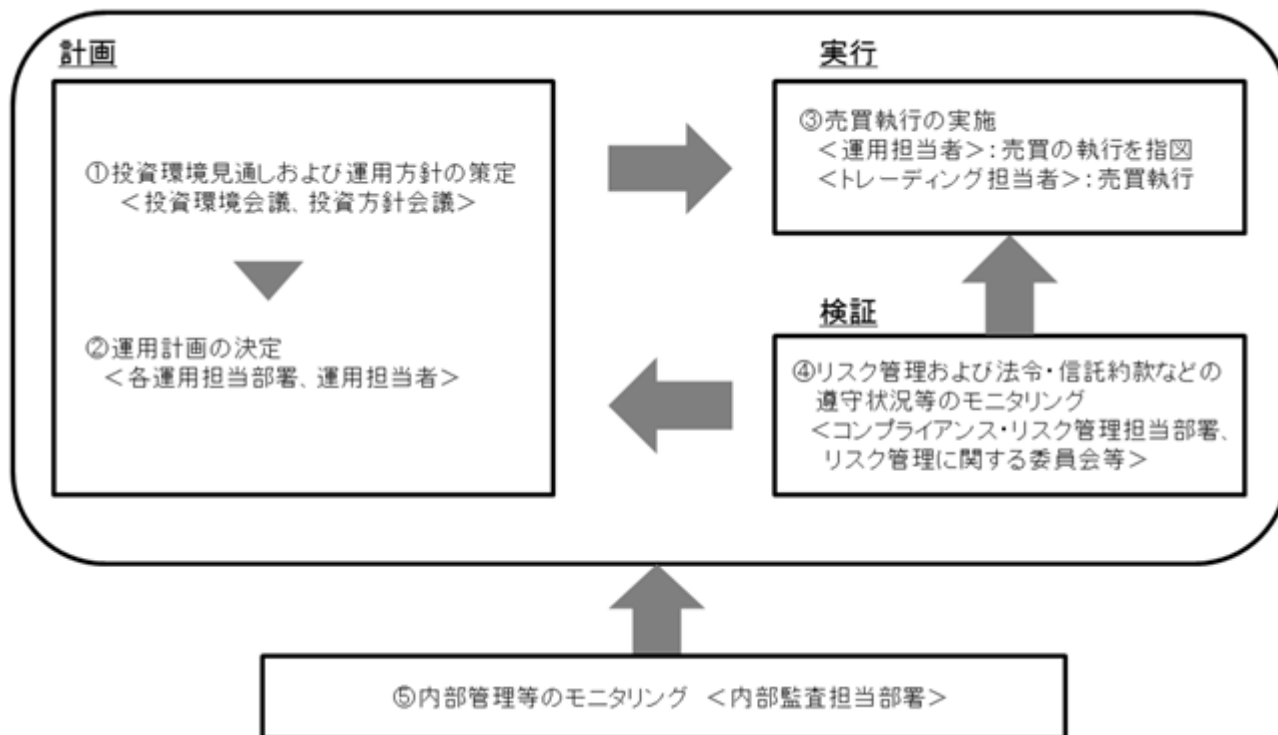 計画
①投資環境見通しおよび運用方針の策定
＜投資環境会議、投資方針会議＞
②運用計画の決定
＜各運用担当部署、運用担当者＞
実行
③売買執行の実施
＜運用担当者＞：売買の執行を指図
＜トレーディング担当者＞：売買執行
検証
④リスク管理および法令・信託約款などの
遵守状況等のモニタリング
＜コンプライアンス・リスク管理担当部署、
リスク管理に関する委員会等＞
⑤内部管理等のモニタリング ＜内部監査担当部署＞